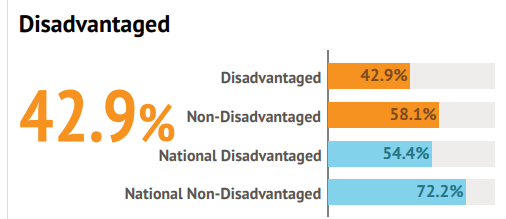 Disadvantaged
42.9%
Disadvantaged 42.9%
Non-Disadvantaged 58.1%
National Disadvantaged 54.4%
National Non-Disadvantaged 72.2%